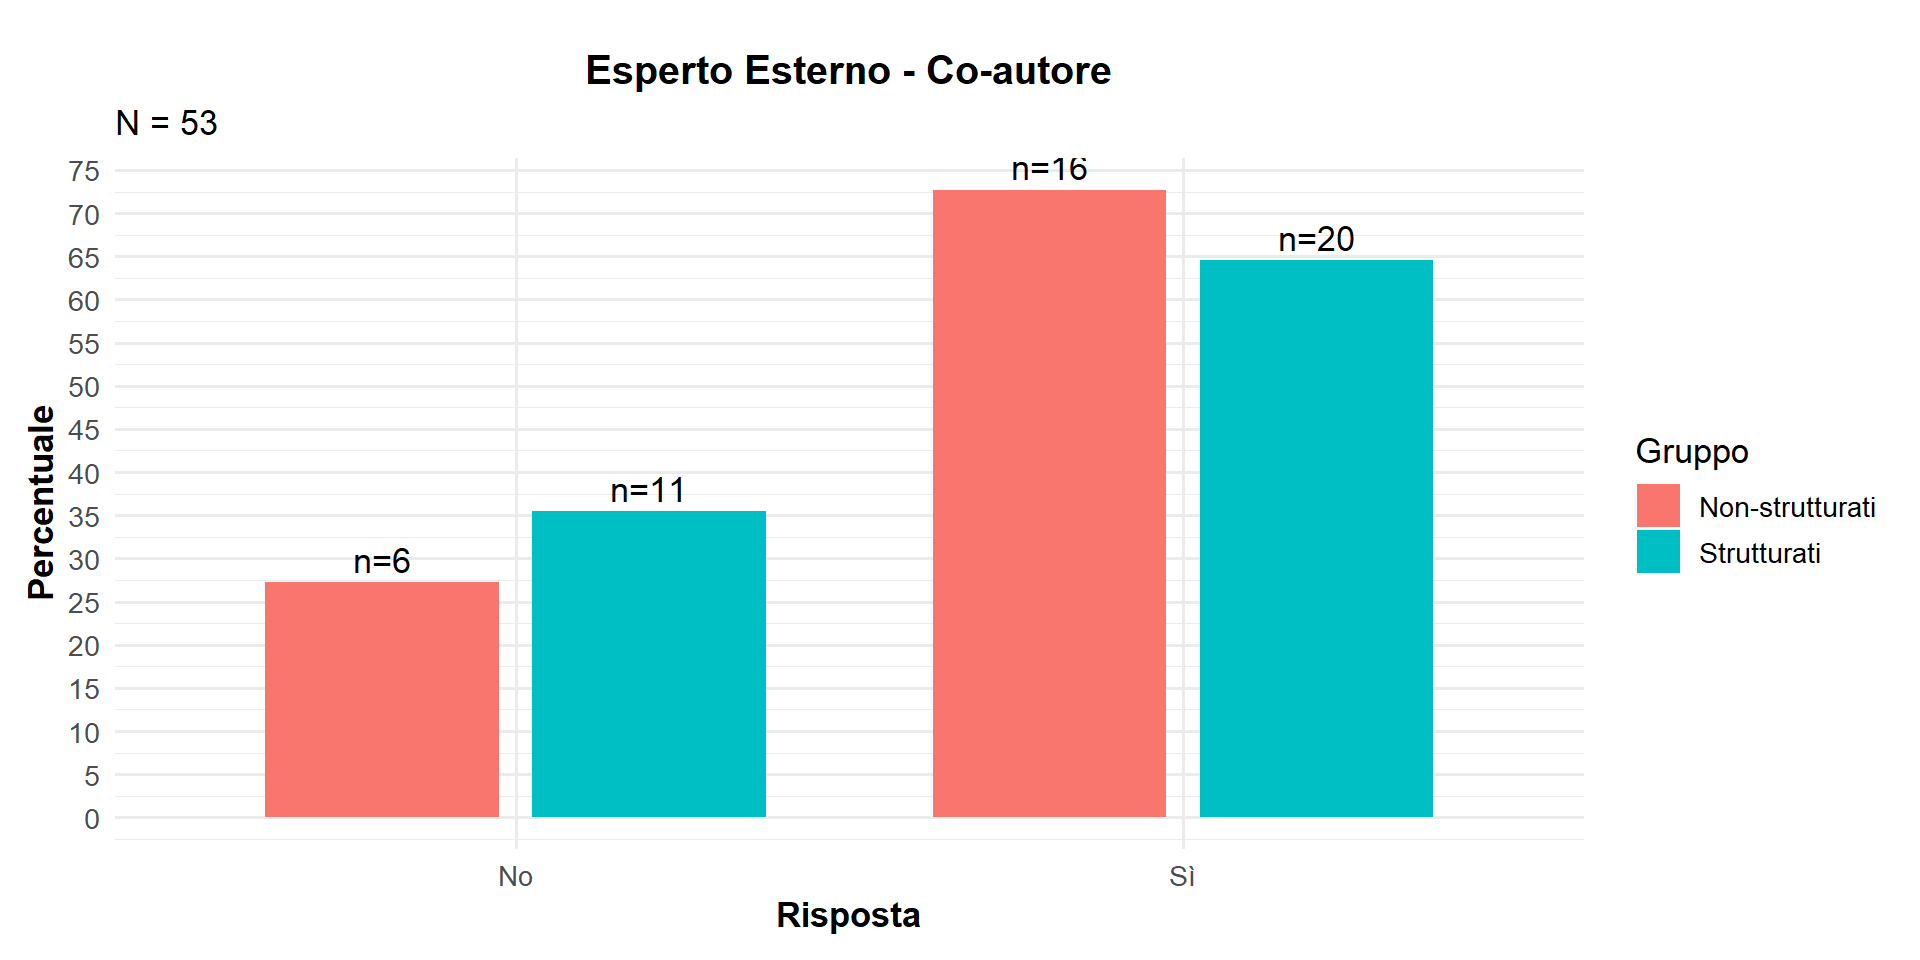 Esperto Esterno - Co-autore
N = 53
75
70
65
60
55
50
45
40
35
30
25
20
15
10
5
0
Percentuale
n=6
n=11
n=16
n=20
No
Sì
Risposta
Gruppo
Non-strutturati
Strutturati